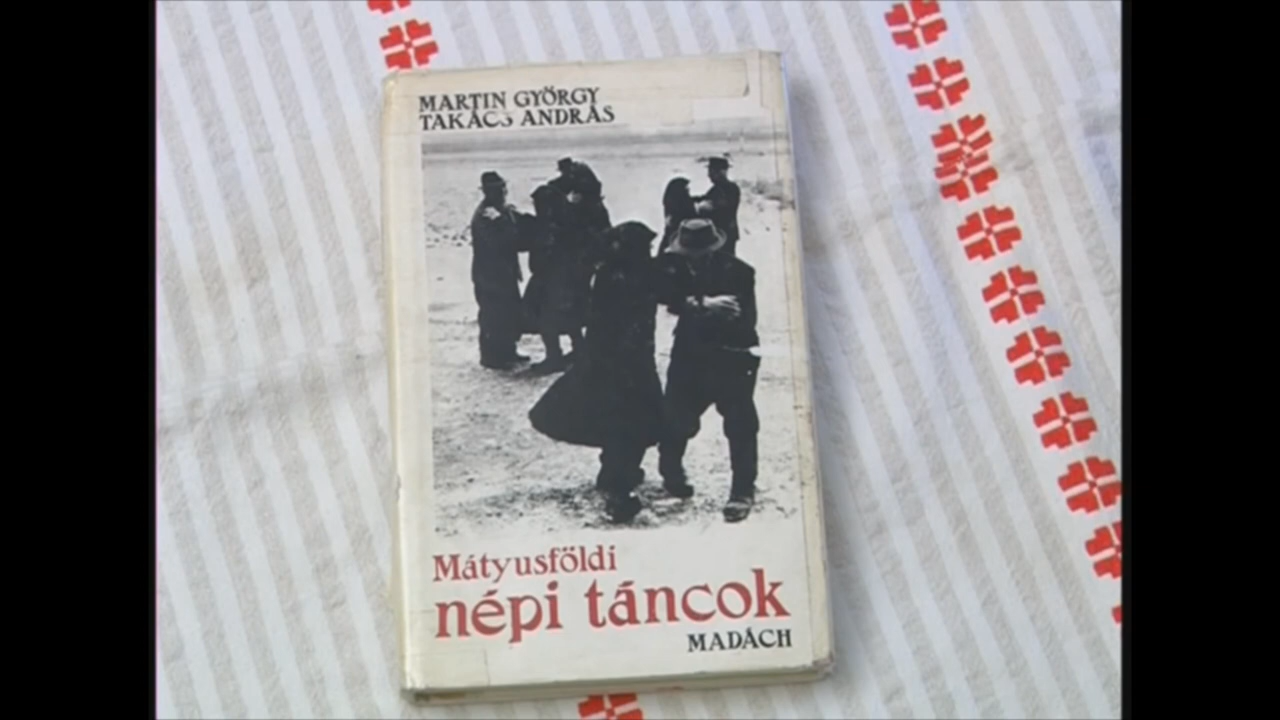 MARTIN GYÖRGY
TAKÁCS ANDRÁS
Mátyusföldi
népi táncok
MADÁCH